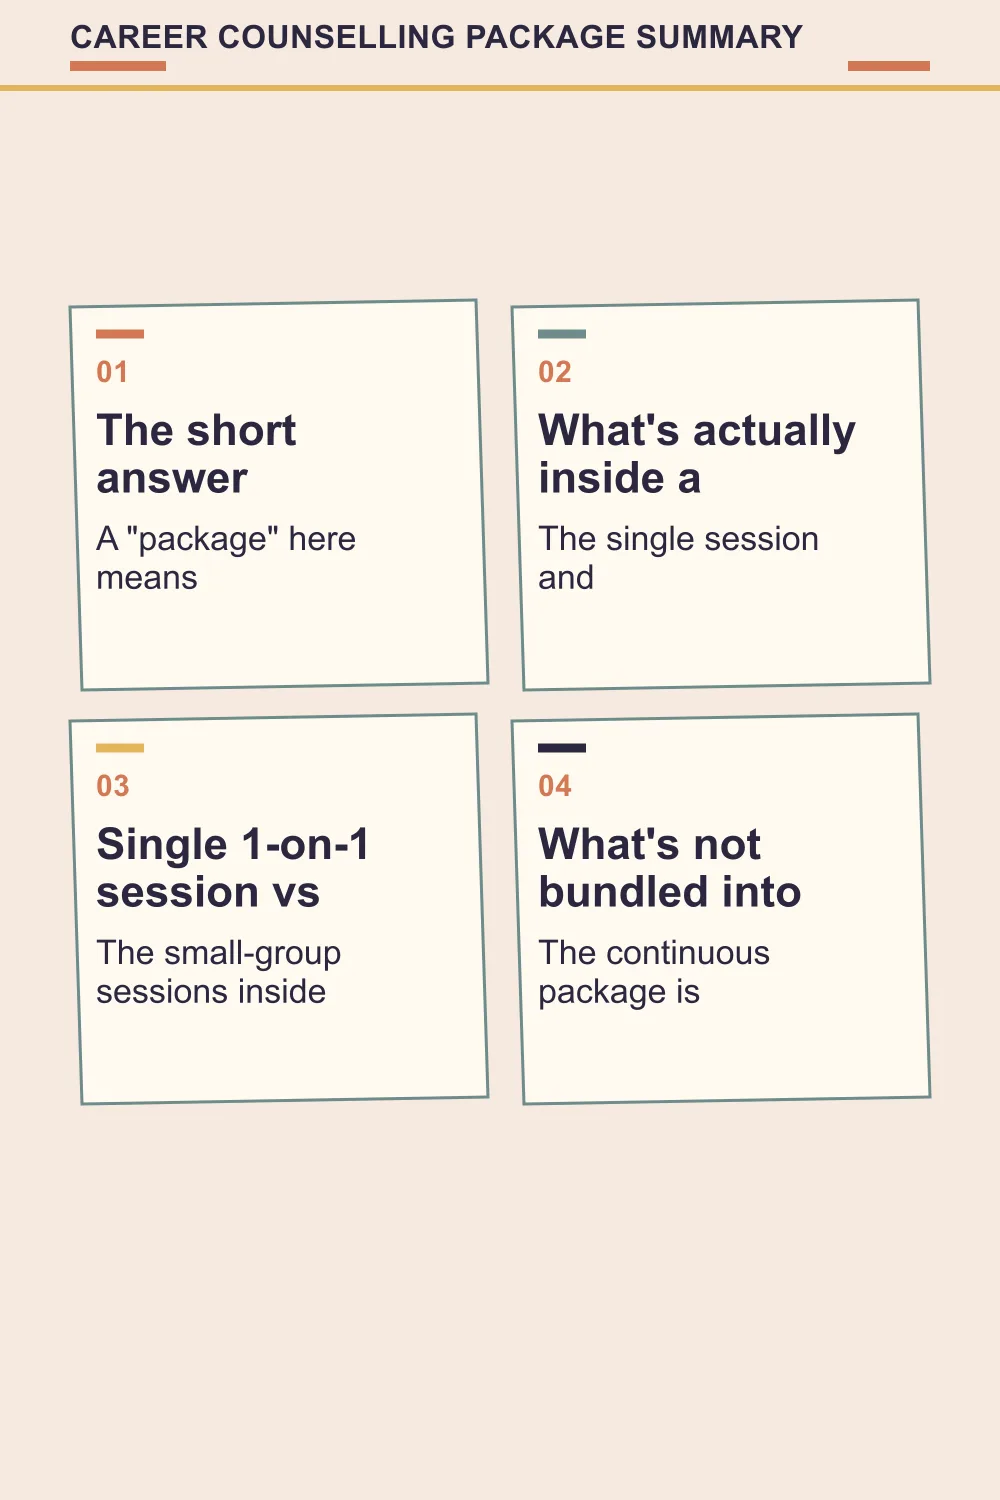 CAREER COUNSELLING PACKAGE SUMMARY
01
The short
answer
A "package" here
means
02
What's actually
inside a
The single session
and
03
Single 1-on-1
session vs
The small-group
sessions inside
04
What's not
bundled into
The continuous
package is